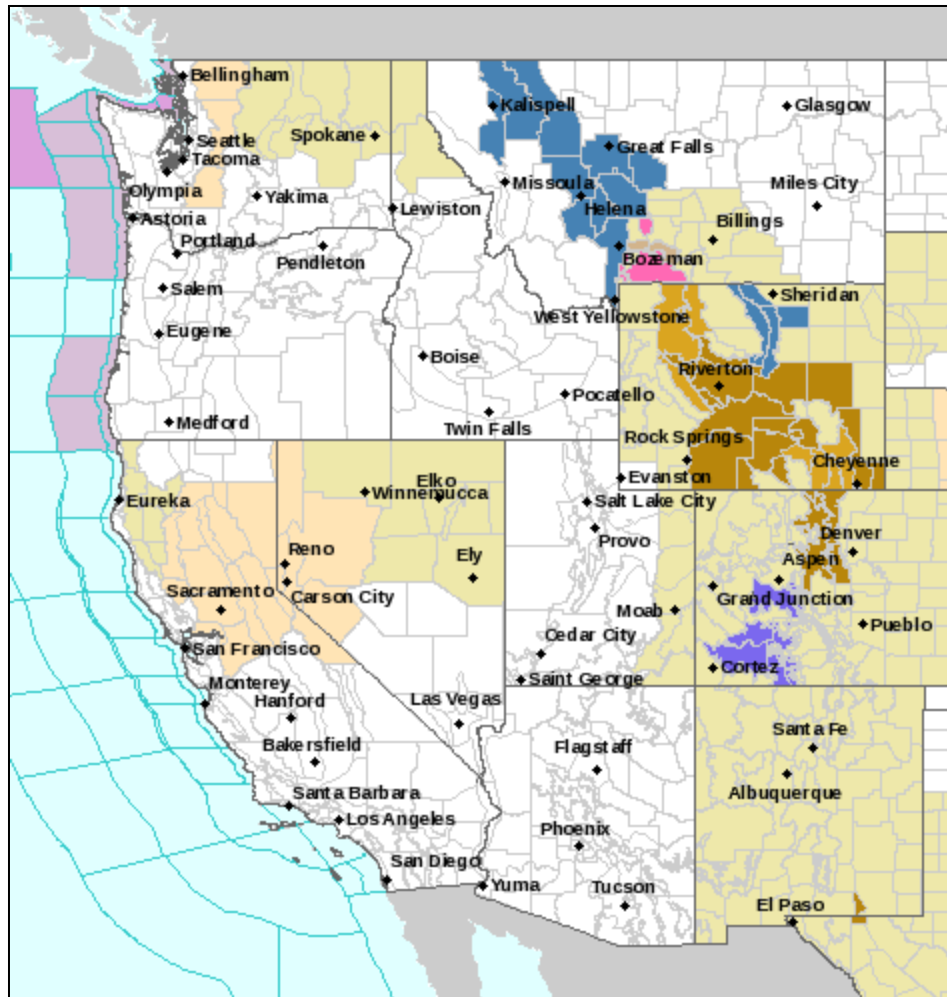 Bellingham
Kalispell
Glasgow
Spokane
Seattle
Great Falls
Tacoma
Olympia
Missoula
Miles City
Yakima
Lewiston
Helena
Astoria
Billings
Portland
Pendleton
Bozeman
Salem
Sheridan
West Yellowstone
Eugene
Boise
Riverton
Pocatello
Medford
Twin Falls
Rock Springs
Cheyenne
Evanston
Elko
Winnemucca
Eureka
Salt Lake City
Denver
Provo
Reno
Ely
Aspen
Sacramento
Carson City
Grand Junction
Moab
Pueblo
Cedar City
San Francisco
Cortez
Saint George
Monterey
Hanford
Las Vegas
Santa Fe
Bakersfield
Flagstaff
Albuquerque
Santa Barbara
Los Angeles
Phoenix
San Diego
Yuma
Tucson
El Paso